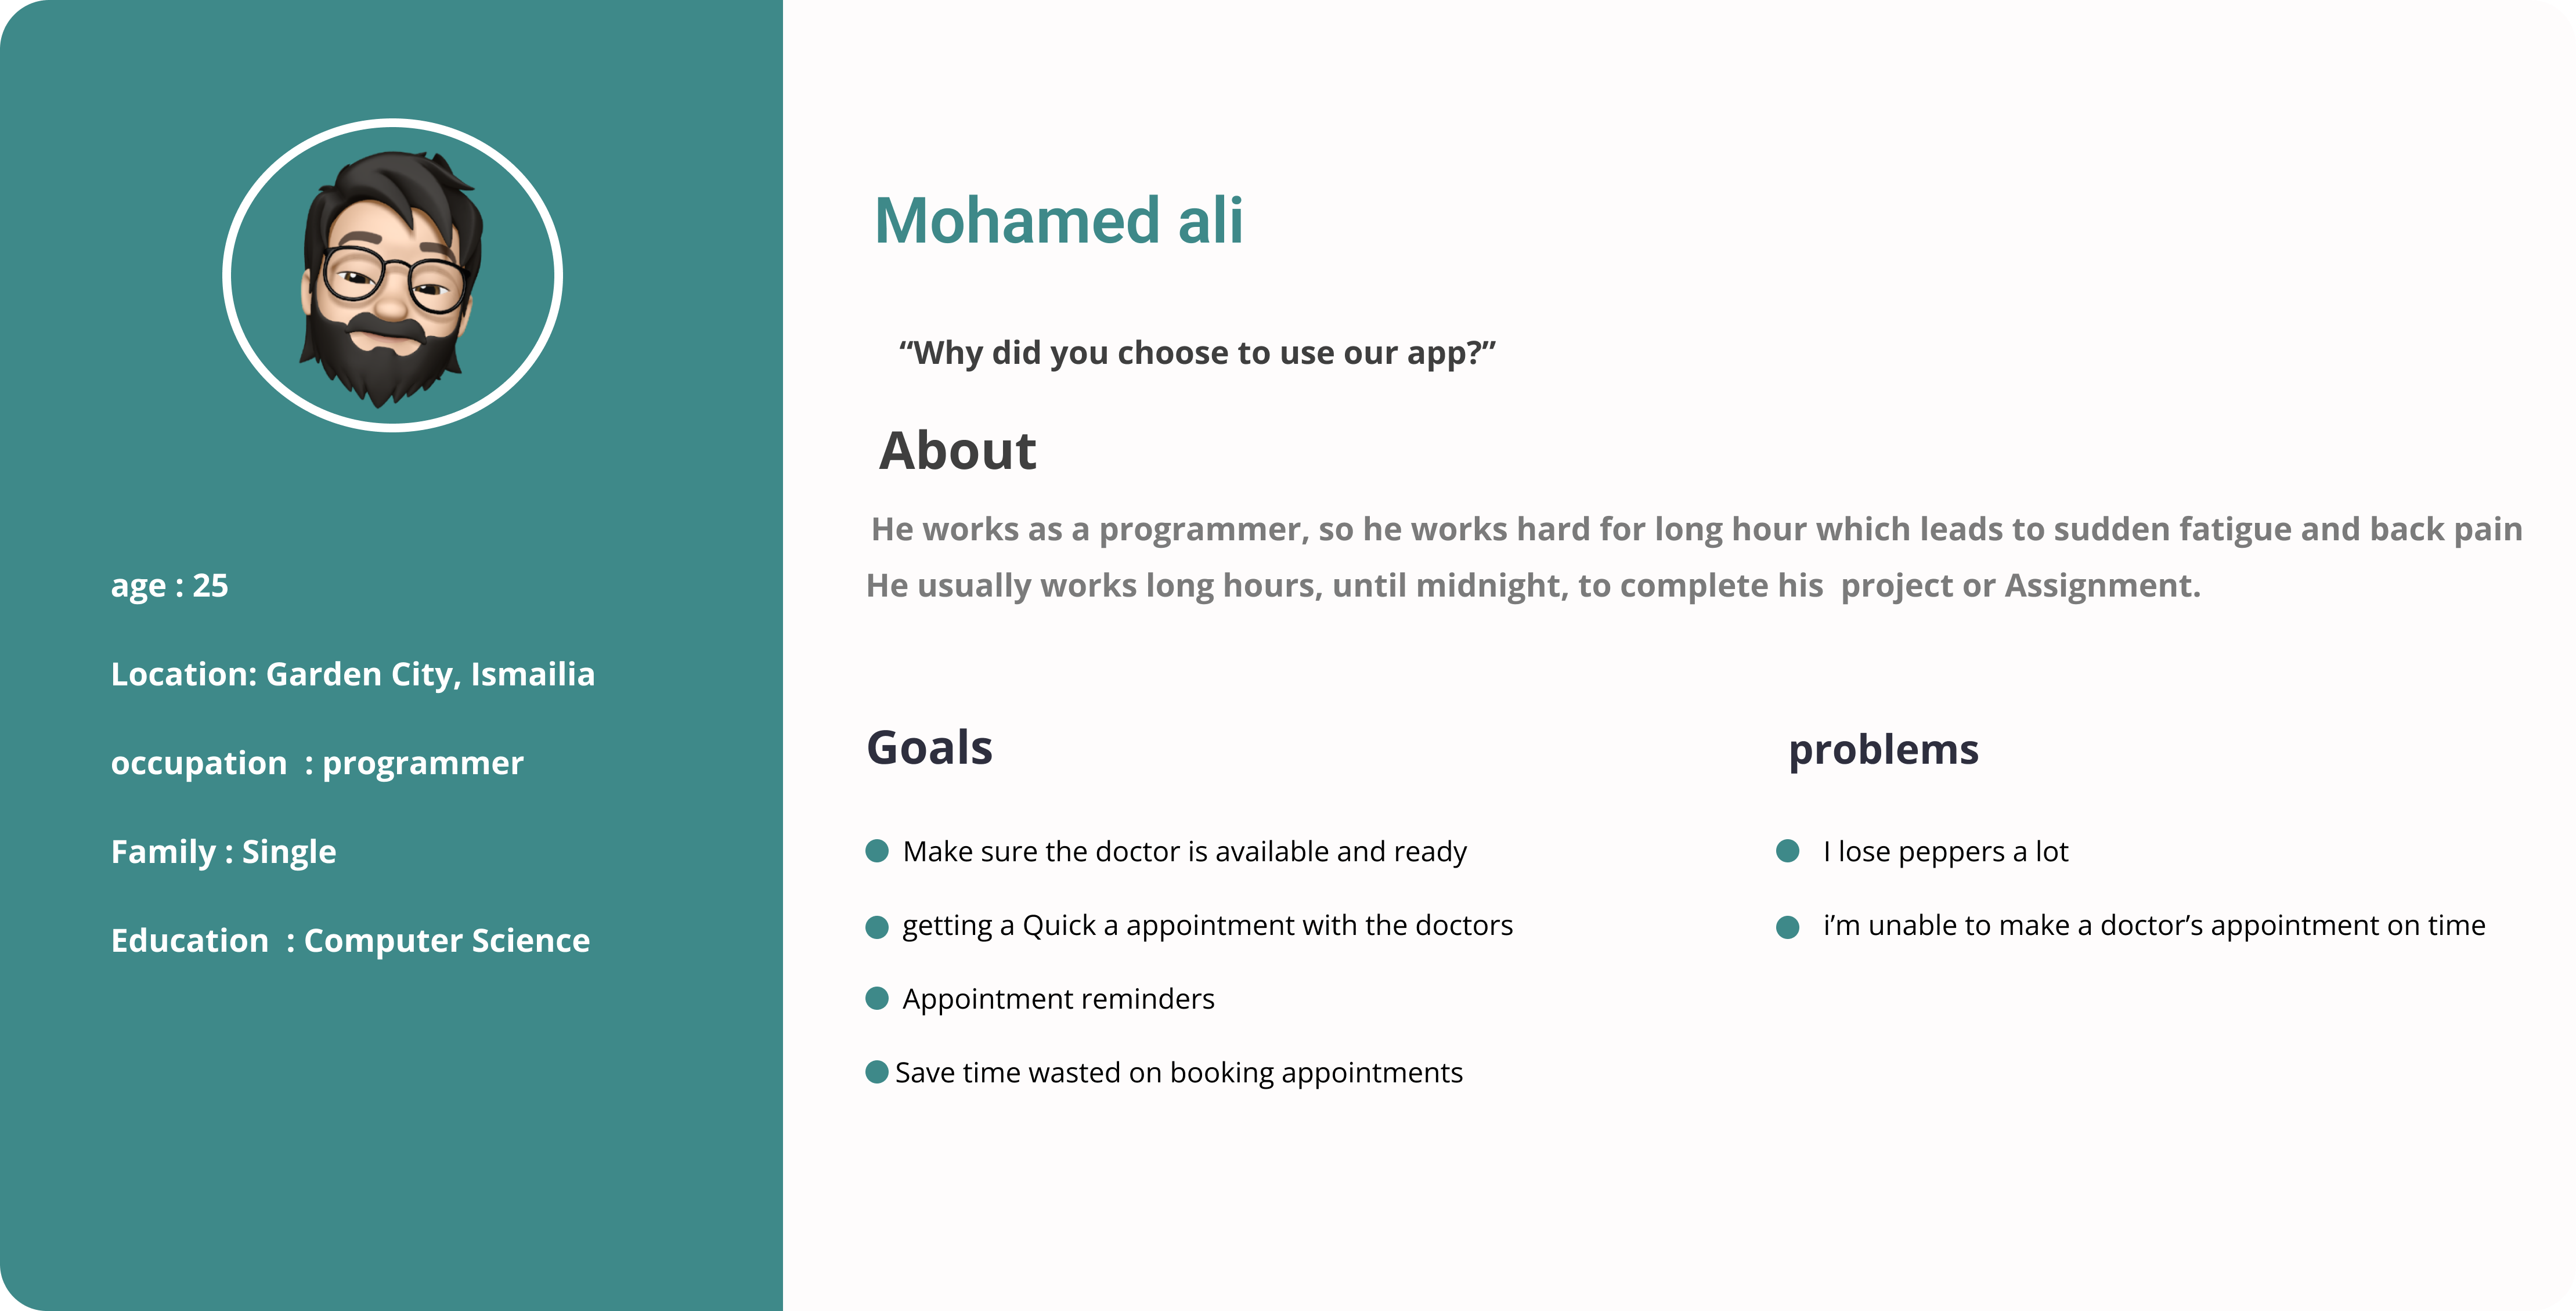 age : 25
Location: Garden City, Ismailia
occupation  : programmer
Family : Single
Education  : Computer Science
Mohamed ali
“Why did you choose to use our app?”
About
He works as a programmer, so he works hard for long hour which leads to sudden fatigue and back pain
He usually works long hours, until midnight, to complete his  project or Assignment.
Goals
Make sure the doctor is available and ready
getting a Quick a appointment with the doctors
Appointment reminders
Save time wasted on booking appointments
problems
I lose peppers a lot
i’m unable to make a doctor’s appointment on time